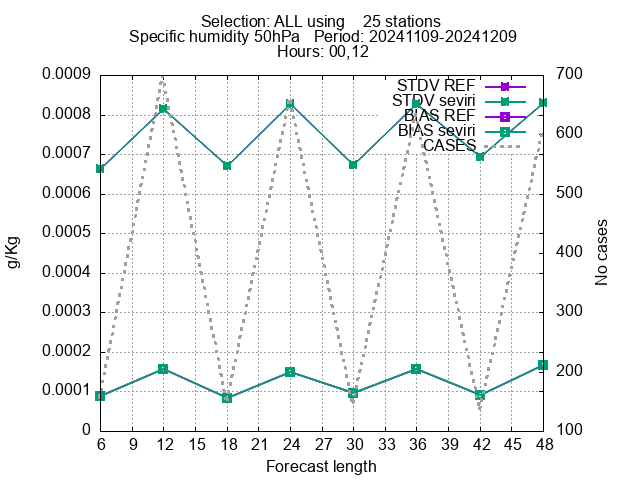 Selection: ALL using    25 stations
Specific humidity 50hPa   Period: 20241109-20241209
Hours: 00,12
0.0009
0.0008
0.0007
0.0006
0.0005
0.0004
0.0003
0.0002
0.0001
0
g/Kg
STDV REF
STDV seviri
BIAS REF
BIAS seviri
CASES
700
600
500
400
300
200
100
No cases
6 9 12 15 18 21 24 27 30 33 36 39 42 45 48
Forecast length